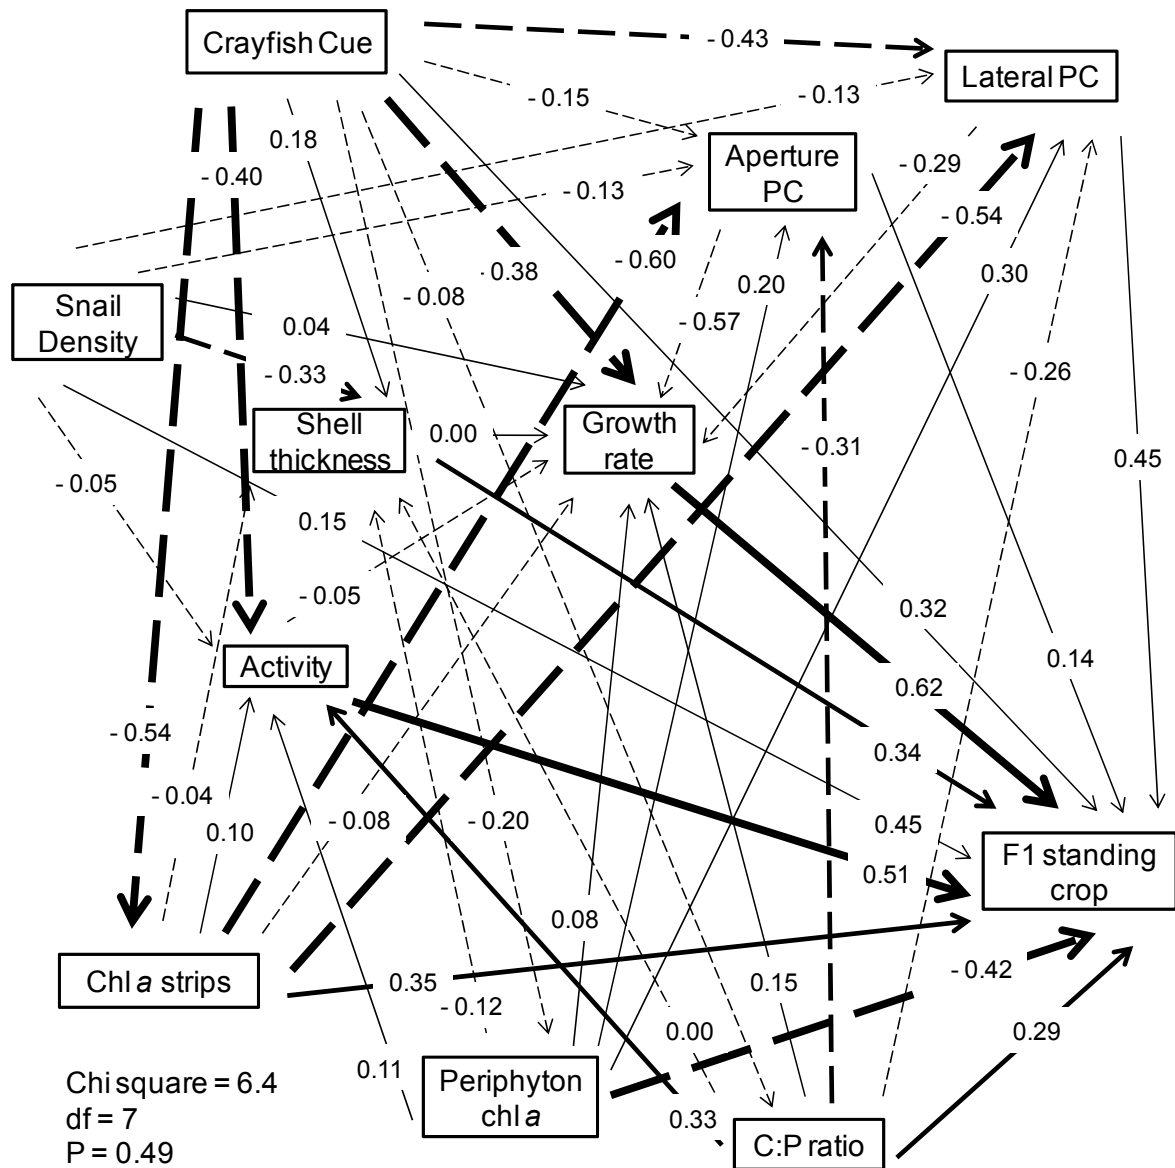 Crayfish Cue
- 0.43
Lateral PC
- 0.15
- 0.13
0.18
Aperture
PC
- 0.29
- 0.40
- 0.13
- 0.54
- 0.60
- 0.38
- 0.08
0.20
0.30
Snail
Density
0.04
- 0.57
- 0.33
- 0.26
Shell
thickness
0.00
Growth
rate
- 0.31
0.45
- 0.05
0.15
- 0.05
0.32
Activity
0.14
0.62
- 0.54
0.34
- 0.04
0.10
- 0.08
- 0.20
0.45
F1 standing
crop
0.51
0.08
Chl a strips
0.35
- 0.12
0.15
- 0.42
0.00
0.29
Chi square = 6.4
df = 7
P = 0.49
0.11
Periphyton
chl a
0.33
C:P ratio